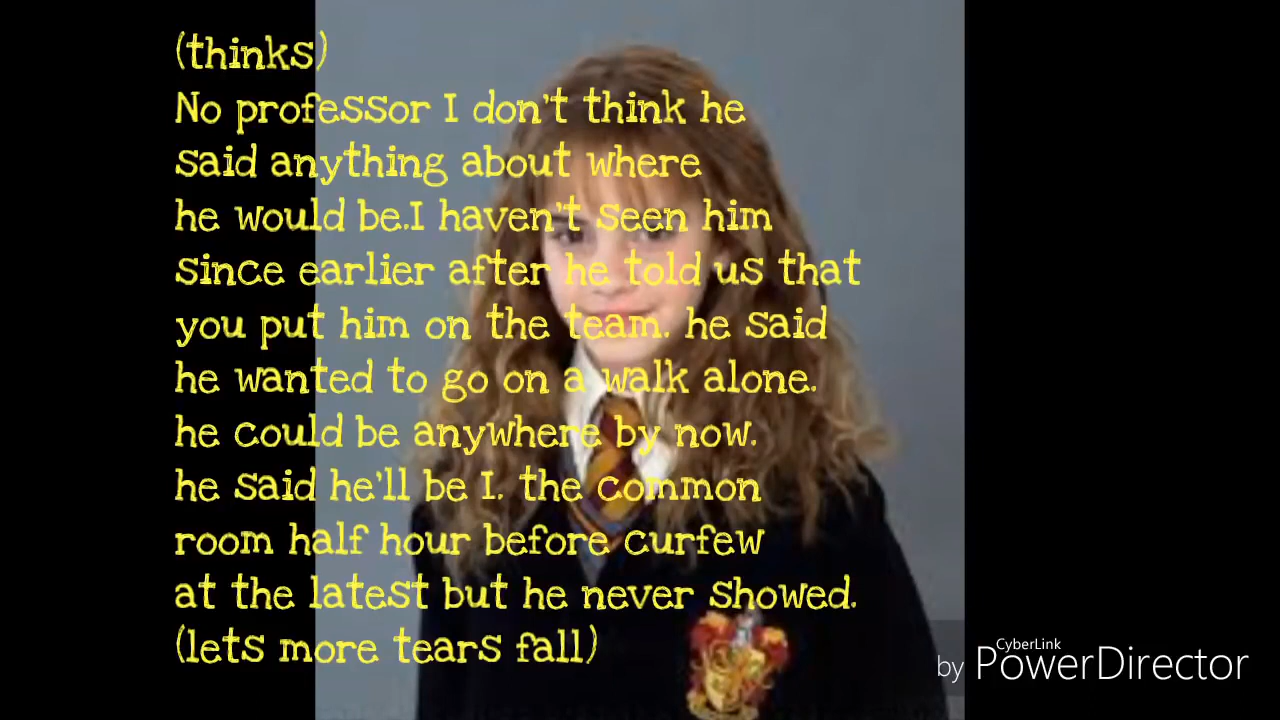 (thinks)
No professor I don't think he
said anything about where
he would be.I haven't seen him
since earlier after he told us that
you put him on the team. he said
he wanted to go on a walk alone.
he could be anywhere by now.
he said he'll be I. the common
room half hour before curfew
at the latest but he never showed.
(lets more tears fall)
by CyberLink PowerDirector